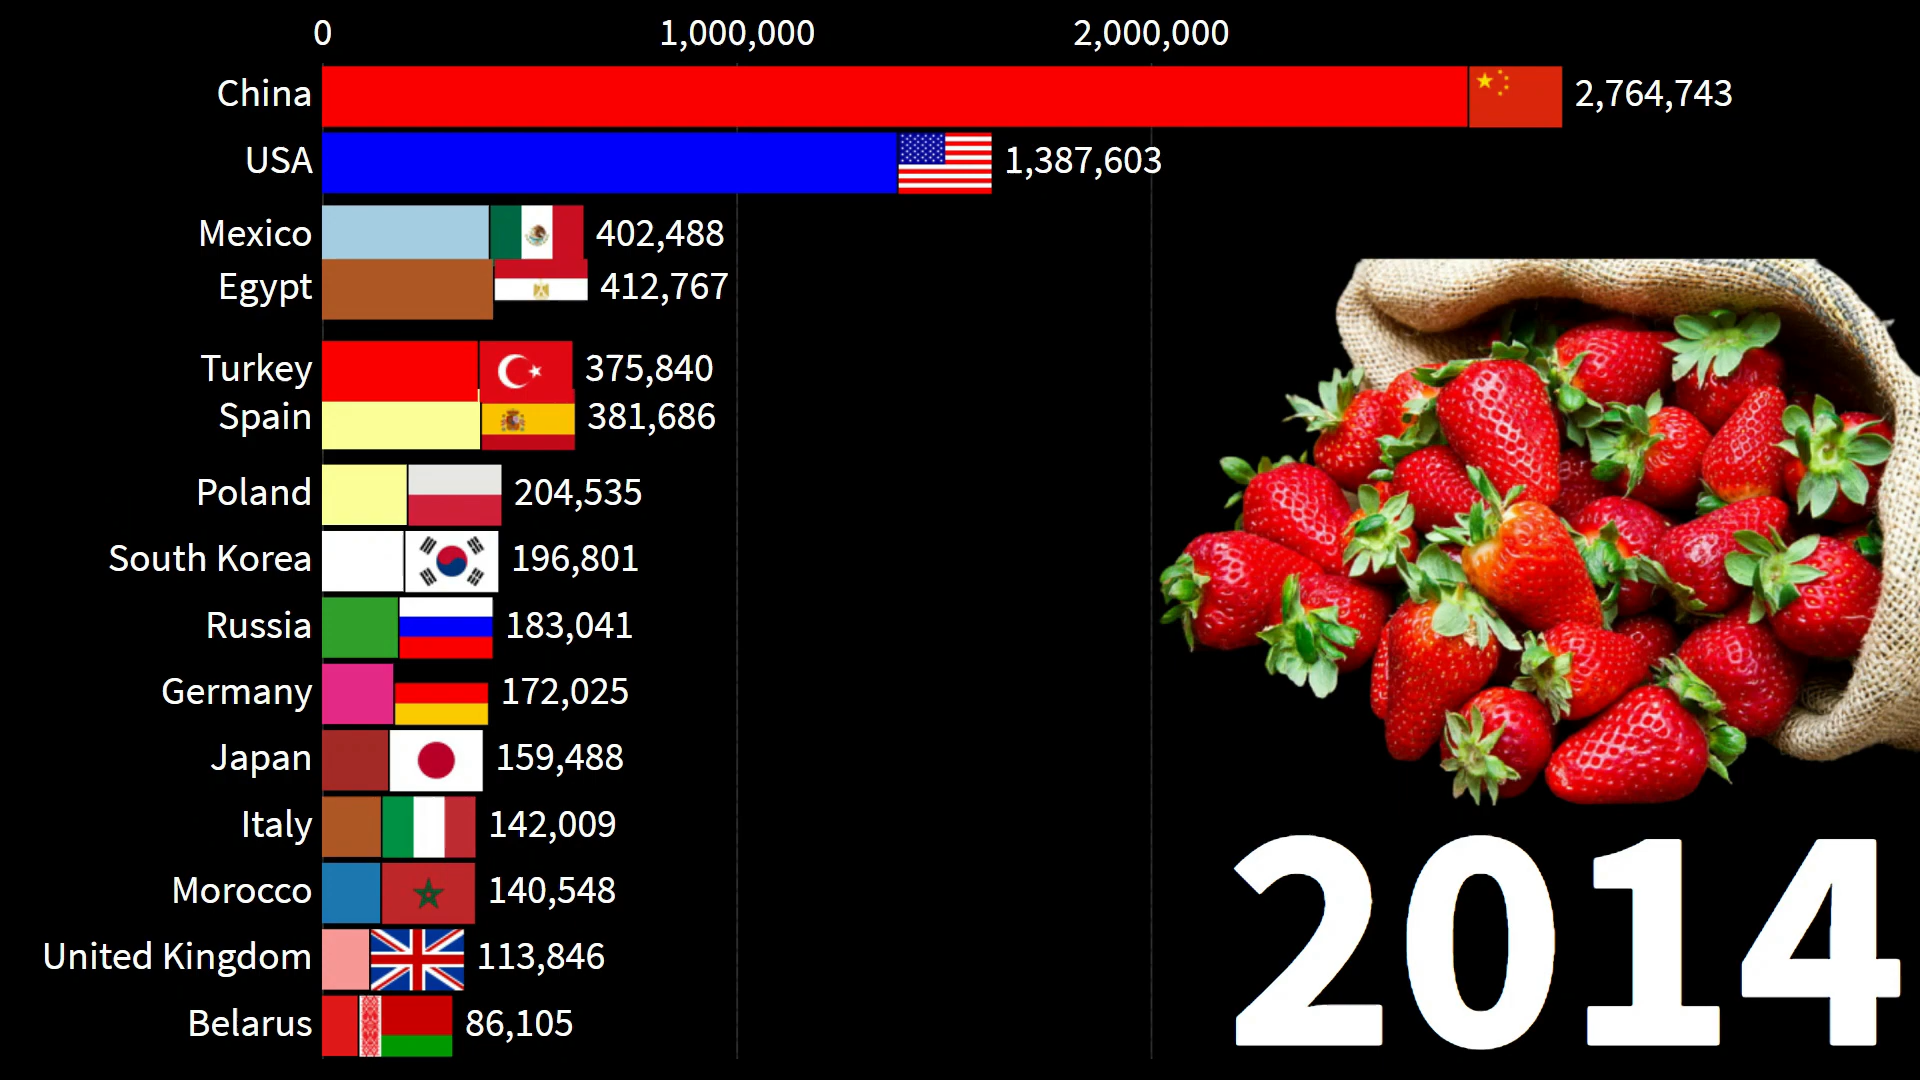 0 1,000,000 2,000,000
China 2,764,743
USA 1,387,603
Mexico 402,488
Egypt 412,767
Turkey 375,840
Spain 381,686
Poland 204,535
South Korea 196,801
Russia 183,041
Germany 172,025
Japan 159,488
Italy 142,009
Morocco 140,548
United Kingdom 113,846
Belarus 86,105
2014